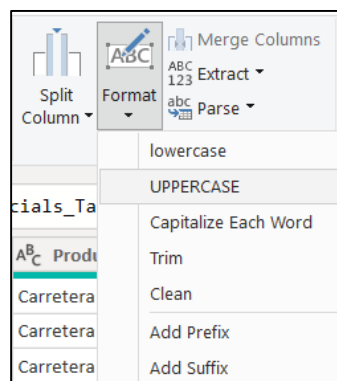 Merge Columns
ABC
ABC
123 Extract
Split
Column
Format
abc
Parse
lowercase
UPPERCASE
cials_Ta
Capitalize Each Word
ABC Produ
Trim
Carretera
Clean
Carretera
Add Prefix
Carretera
Add Suffix